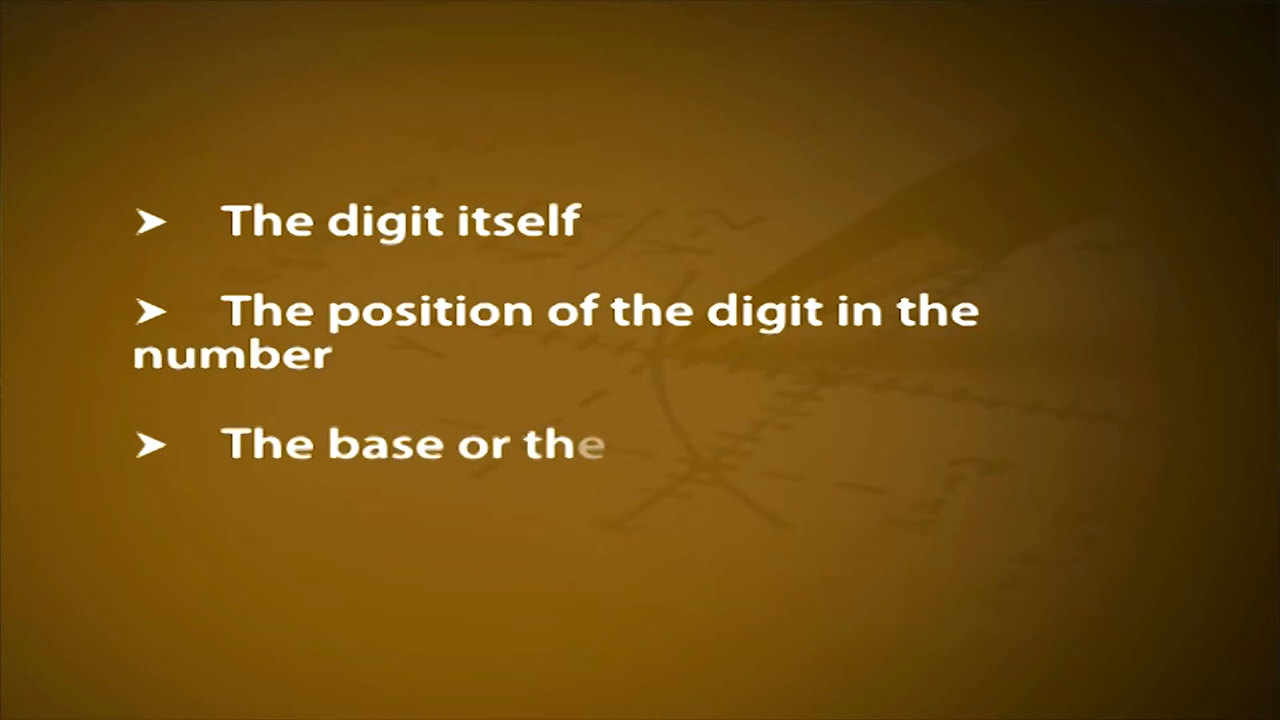 ➤ The digit itself
➤ The position of the digit in the
number
➤ The base or the